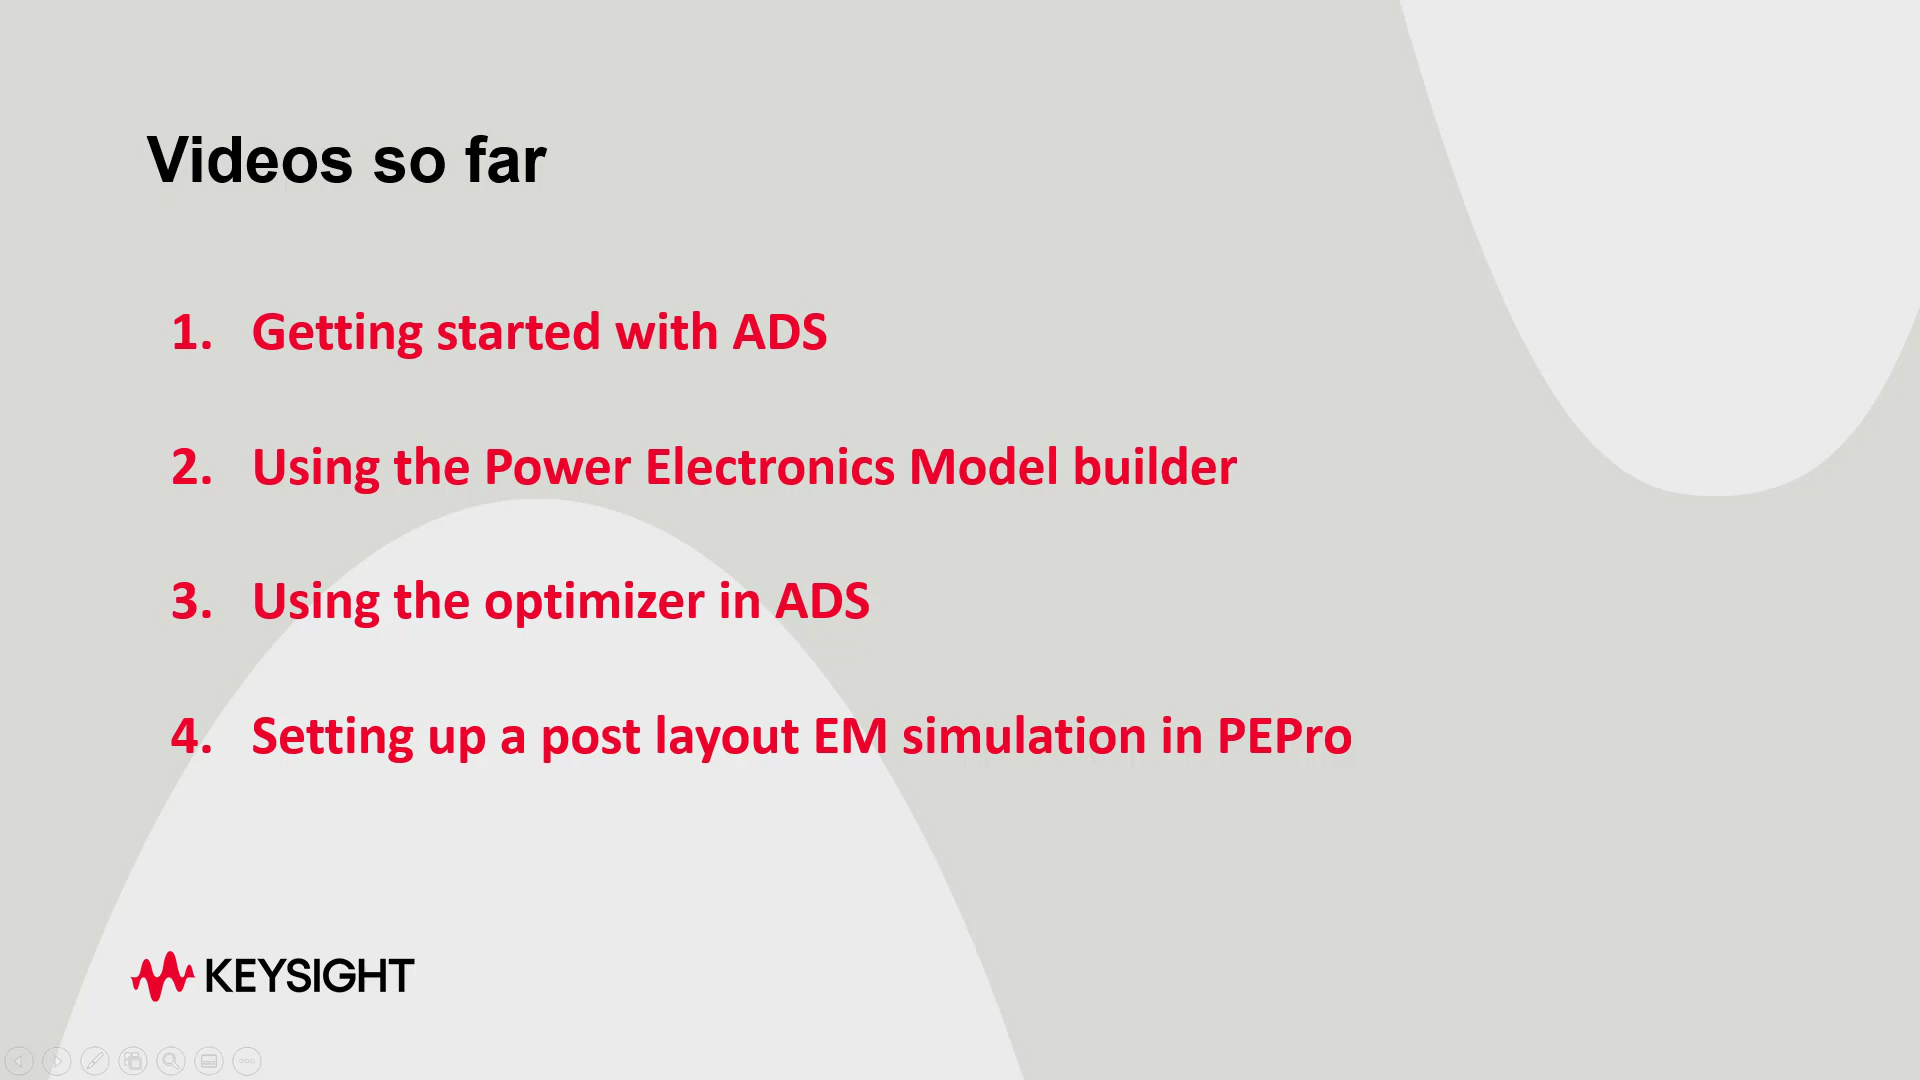 Videos so far
1. Getting started with ADS
2. Using the Power Electronics Model builder
3. Using the optimizer in ADS
4. Setting up a post layout EM simulation in PEPro
KEYSIGHT